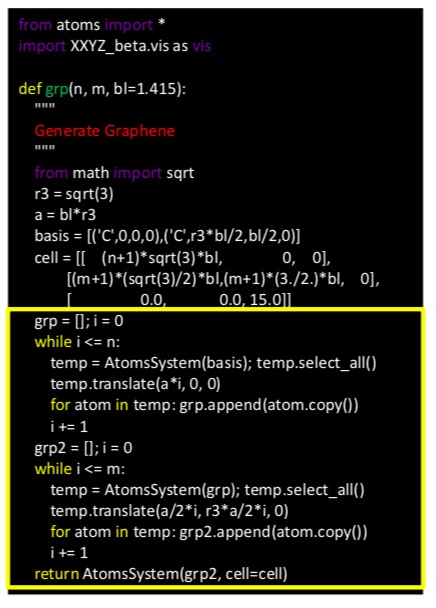 from atoms import *
import XXYZ_beta.vis as vis
def grp(n, m, bl=1.415):
"""
Generate Graphene
"""
from math import sqrt
r3 = sqrt(3)
a = bl*r3
basis = [('C',0,0,0),('C',r3*bl/2,bl/2,0)]
cell = [[ (n+1)*sqrt(3)*bl, 0, 0],
[(m+1)*(sqrt(3)/2)*bl,(m+1)*(3./2.)*bl, 0],
[ 0.0, 0.0, 15.0]]
grp = []; i = 0
while i <= n:
temp = AtomsSystem(basis); temp.select_all()
temp.translate(a*i, 0, 0)
for atom in temp: grp.append(atom.copy())
i += 1
grp2 = []; i = 0
while i <= m:
temp = AtomsSystem(grp); temp.select_all()
temp.translate(a/2*i, r3*a/2*i, 0)
for atom in temp: grp2.append(atom.copy())
i += 1
return AtomsSystem(grp2, cell=cell)